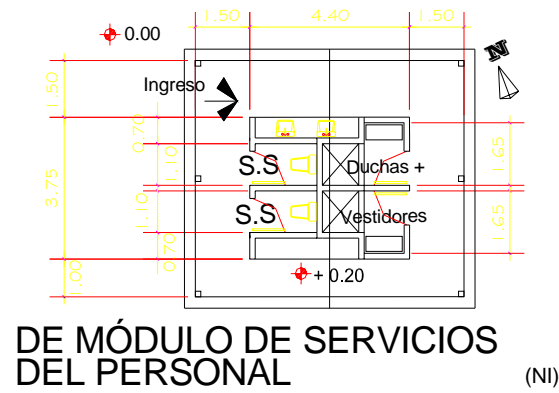 1.50 4.40 1.50
0.00
N
Ingreso
1.50
0.70
1.10
3.75
1.10
0.70
1.00
1.65
1.65
S.S
Duchas +
S.S
Vestidores
+ 0.20
DE MÓDULO DE SERVICIOS
DEL PERSONAL
(NI)